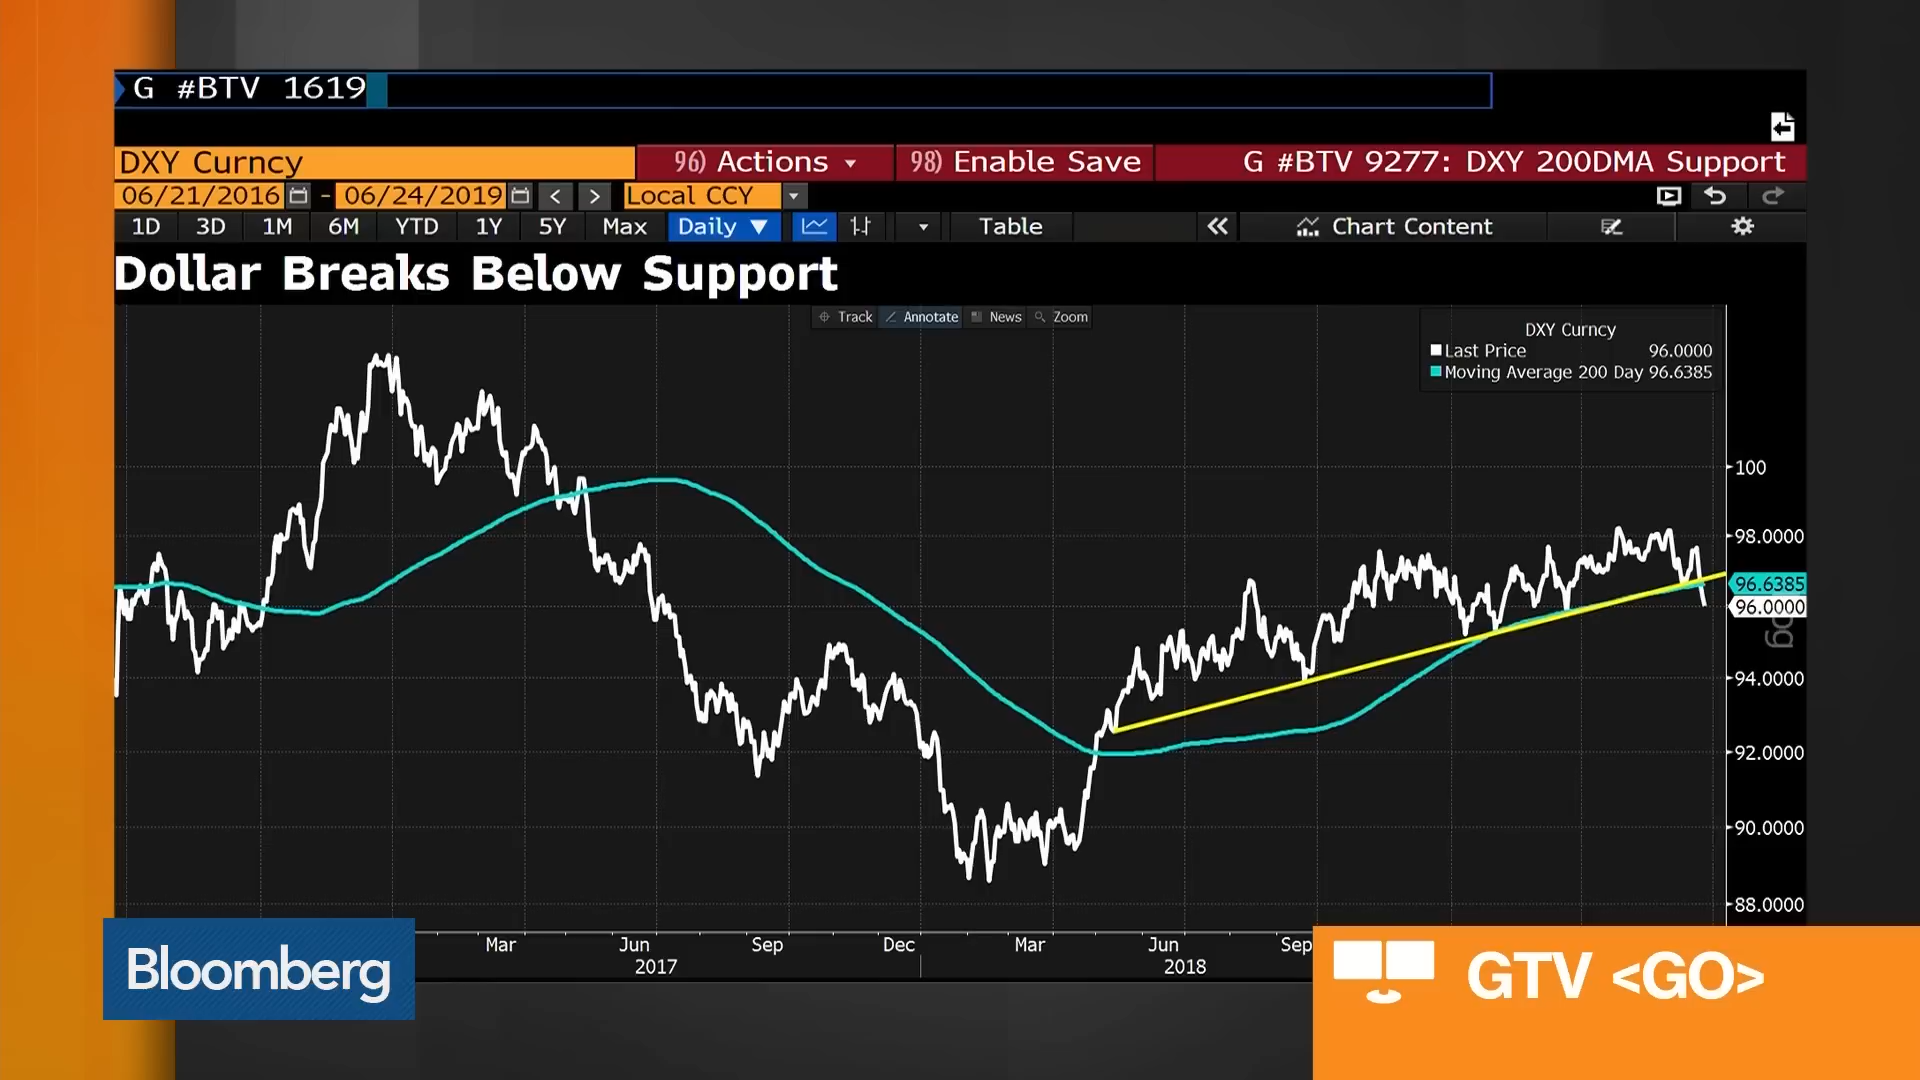 G #BTV 1619
DXY Curncy 96) Actions 98) Enable Save G #BTV 9277: DXY 200DMA Support
06/21/2016 - 06/24/2019 < > Local CCY
1D 3D 1M 6M YTD 1Y 5Y Max Daily ▼ Table « Chart Content
Dollar Breaks Below Support
Track Annotate News Zoom
DXY Curncy
Last Price 96.0000
Moving Average 200 Day 96.6385
100
98.0000
96.6385
96.0000
94.0000
92.0000
90.0000
88.0000
Mar Jun Sep Dec Mar Jun Sep
2017 2018
Bloomberg
GTV <GO>